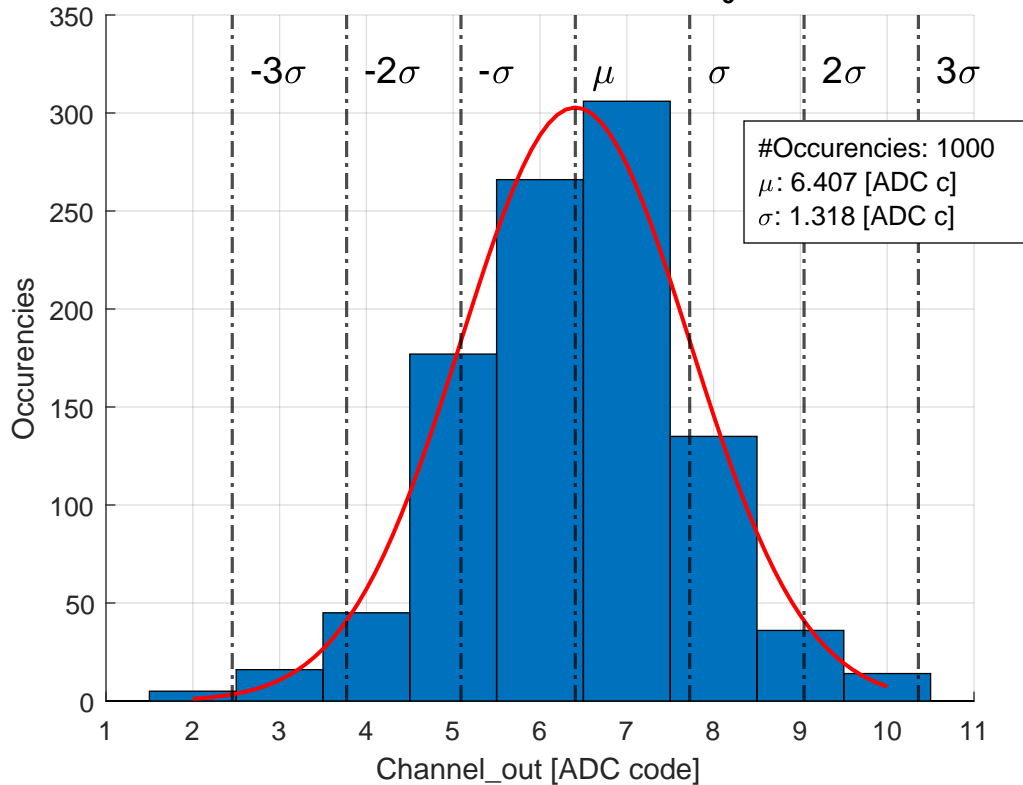 350
300
250
200
150
100
50
0
-3σ -2σ -σ μ σ 2σ 3σ
#Occurencies: 1000
μ: 6.407 [ADC c]
σ: 1.318 [ADC c]
Occurencies
1 2 3 4 5 6 7 8 9 10 11
Channel_out [ADC code]